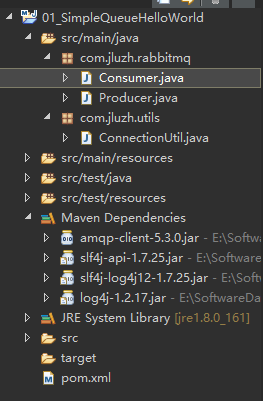 01_SimpleQueueHelloWorld
src/main/java
com.jluzh.rabbitmq
Consumer.java
Producer.java
com.jluzh.utils
ConnectionUtil.java
src/main/resources
src/test/java
src/test/resources
Maven Dependencies
amqp-client-5.3.0.jar - E:\Softwa
slf4j-api-1.7.25.jar - E:\Softwar
slf4j-log4j12-1.7.25.jar - E:\So
log4j-1.2.17.jar - E:\SoftwareDa
JRE System Library [jre1.8.0_161]
src
target
pom.xml